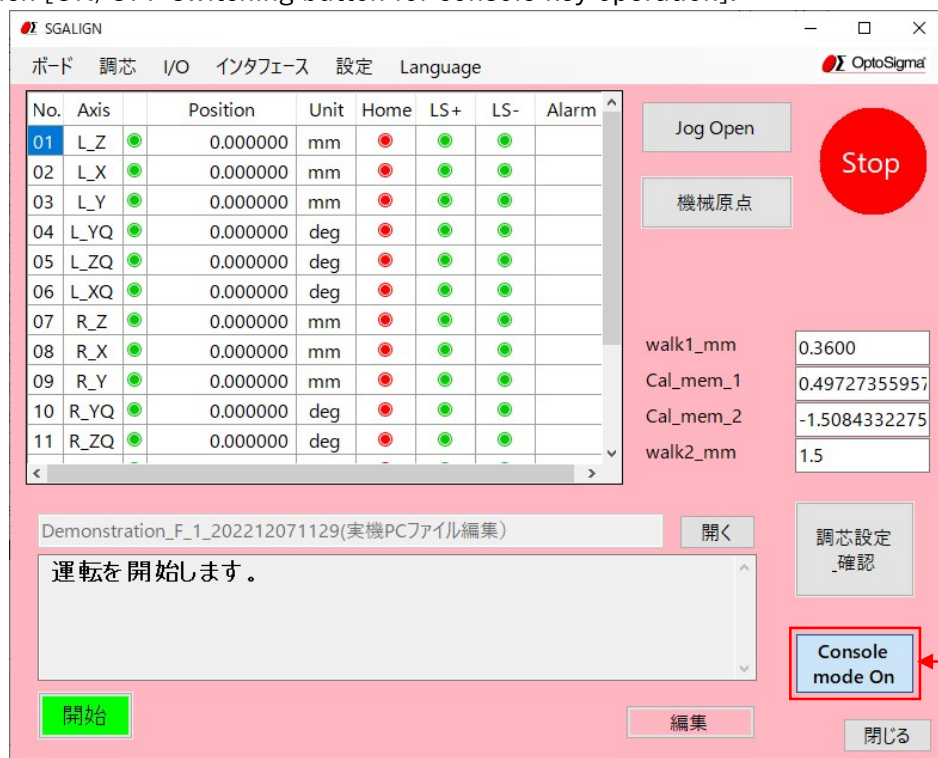 [ON/OFF switching button for console key operation].
SGALIGN
ボード 調芯 I/O インタフェース 設定 Language
OptoSigma
No. Axis Position Unit Home LS+ LS- Alarm
01 L_Z 0.000000 mm
02 L_X 0.000000 mm
03 L_Y 0.000000 mm
04 L_YQ 0.000000 deg
05 L_ZQ 0.000000 deg
06 L_XQ 0.000000 deg
07 R_Z 0.000000 mm
08 R_X 0.000000 mm
09 R_Y 0.000000 mm
10 R_YQ 0.000000 deg
11 R_ZQ 0.000000 deg
Jog Open
Stop
機械原点
walk1_mm 0.3600
Cal_mem_1 0.49727355957
Cal_mem_2 -1.5084332275
walk2_mm 1.5
Demonstration_F_1_202212071129(実機PCファイル編集)
開く
調芯設定
_確認
運転を開始します。
Console
mode On
開始
編集
閉じる